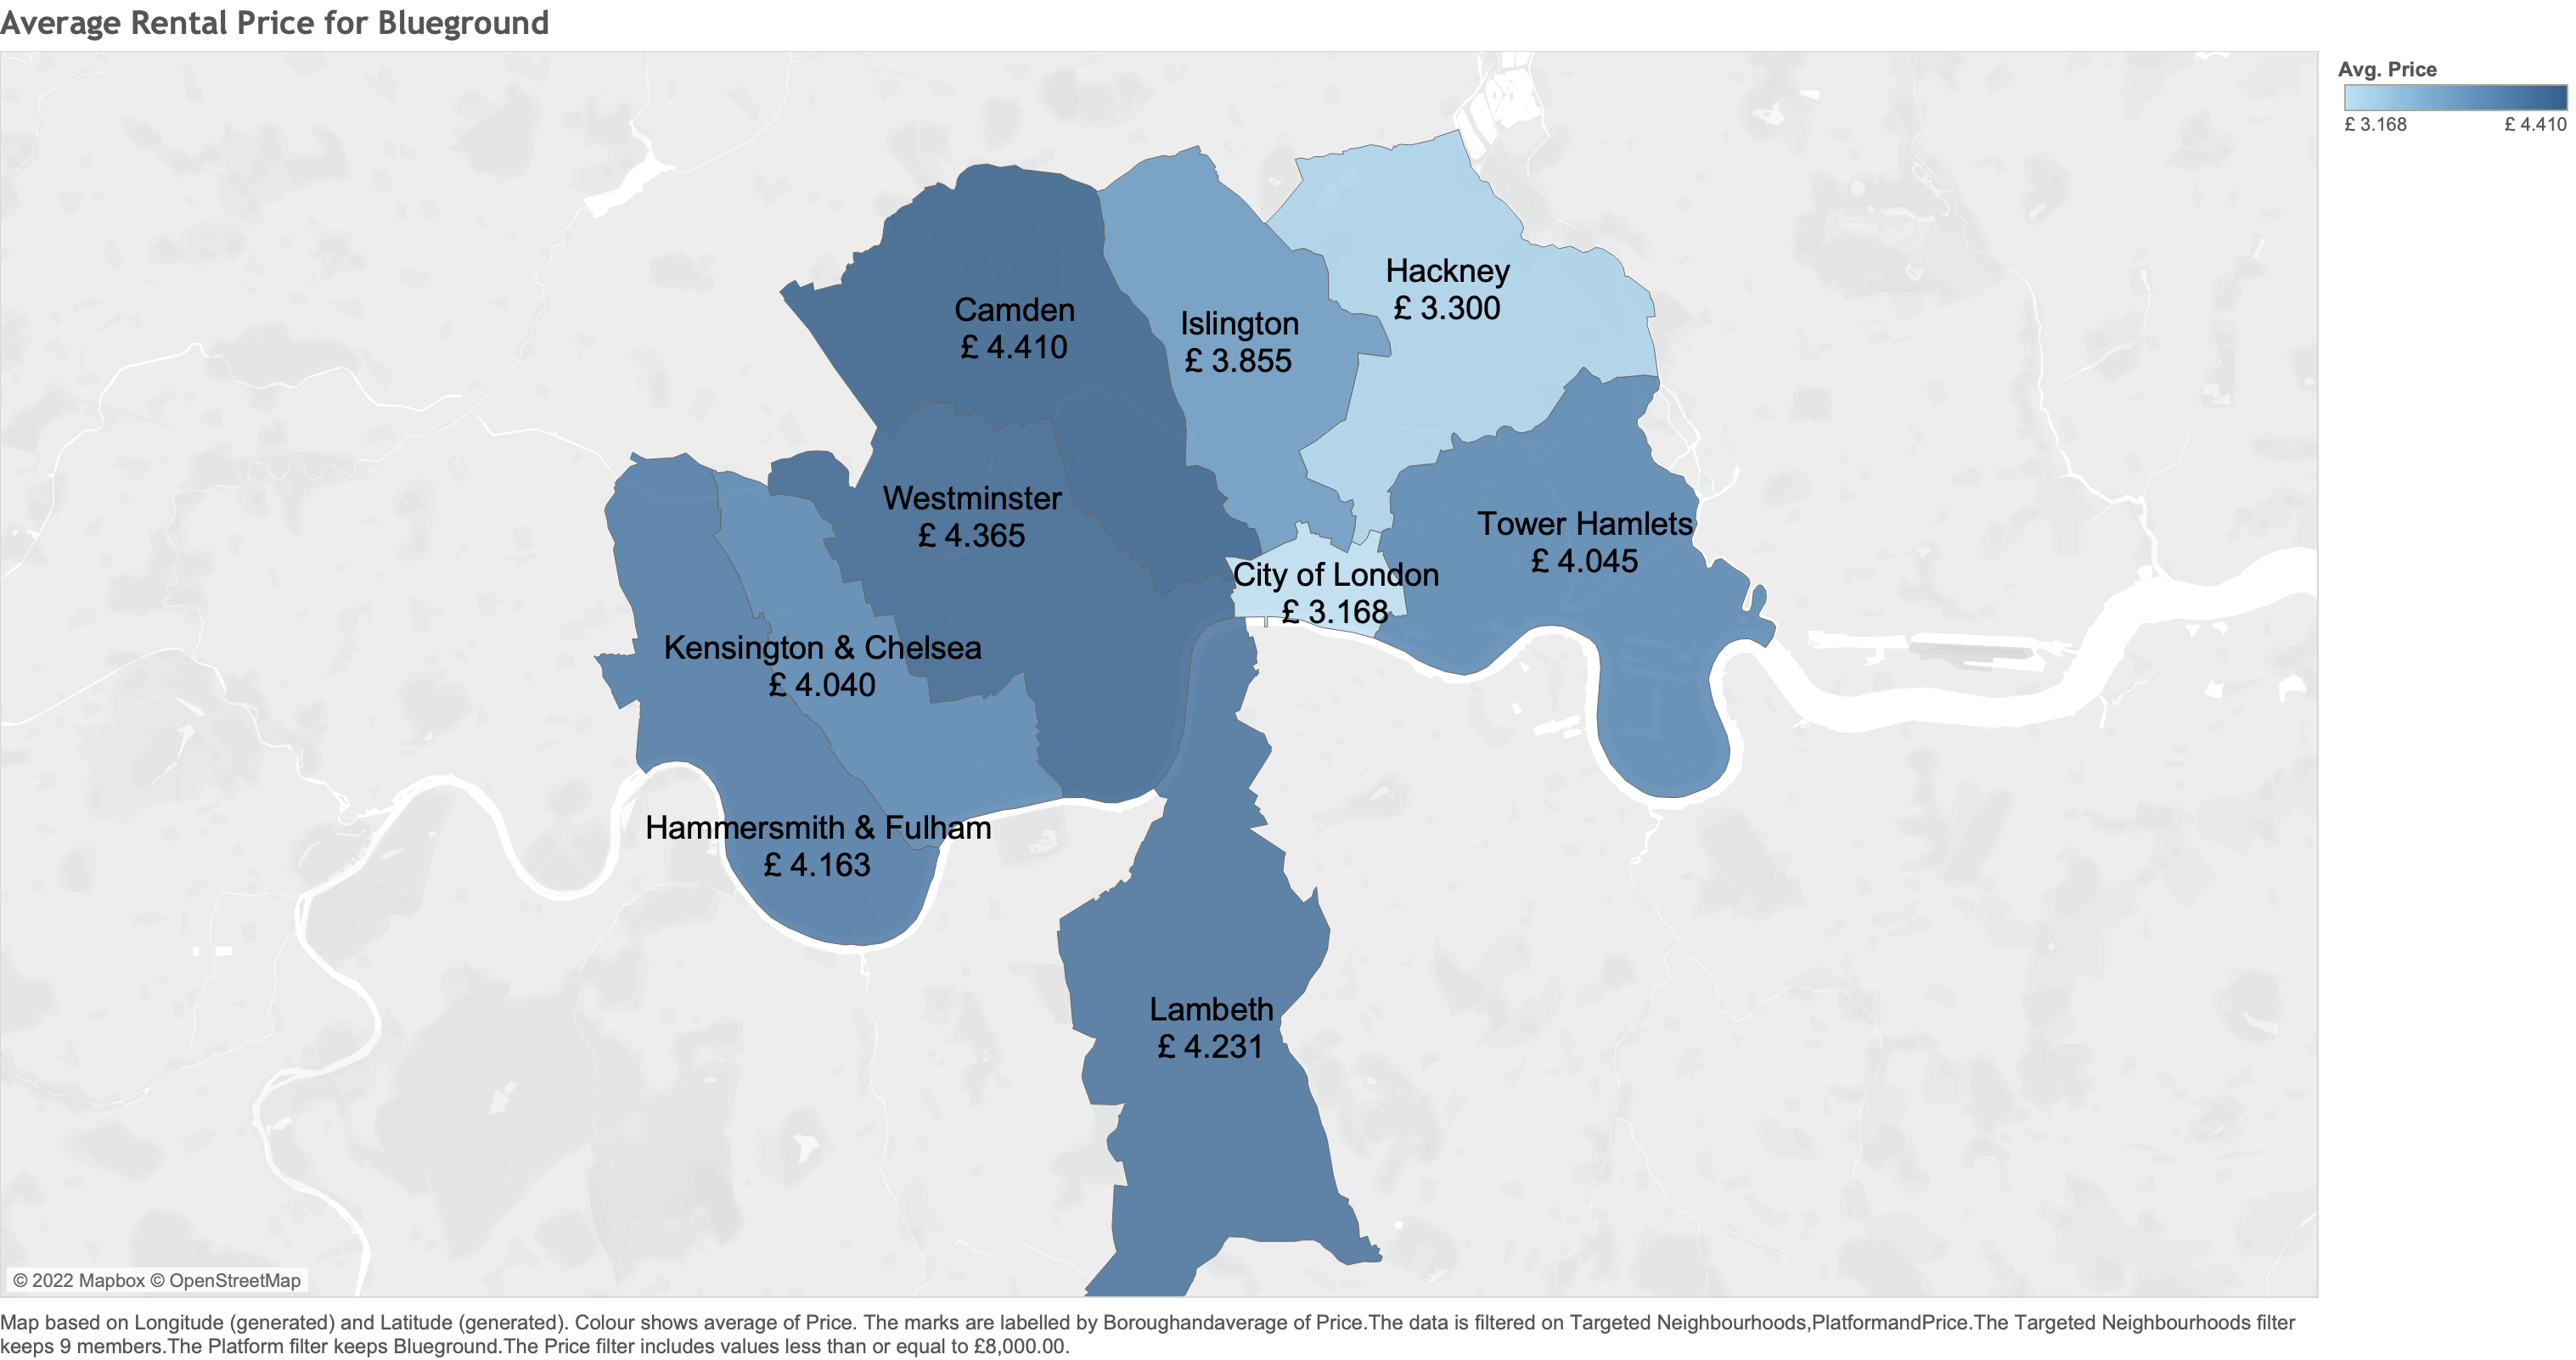 Average Rental Price for Blueground
Avg. Price
£ 3.168 £ 4.410
Hackney
£ 3.300
Camden
£ 4.410
Islington
£ 3.855
Westminster
£ 4.365
Tower Hamlets
£ 4.045
City of London
£ 3.168
Kensington & Chelsea
£ 4.040
Hammersmith & Fulham
£ 4.163
Lambeth
£ 4.231
© 2022 Mapbox © OpenStreetMap
Map based on Longitude (generated) and Latitude (generated). Colour shows average of Price. The marks are labelled by Boroughandaverage of Price.The data is filtered on Targeted Neighbourhoods,PlatformandPrice.The Targeted Neighbourhoods filter
keeps 9 members.The Platform filter keeps Blueground.The Price filter includes values less than or equal to £8,000.00.